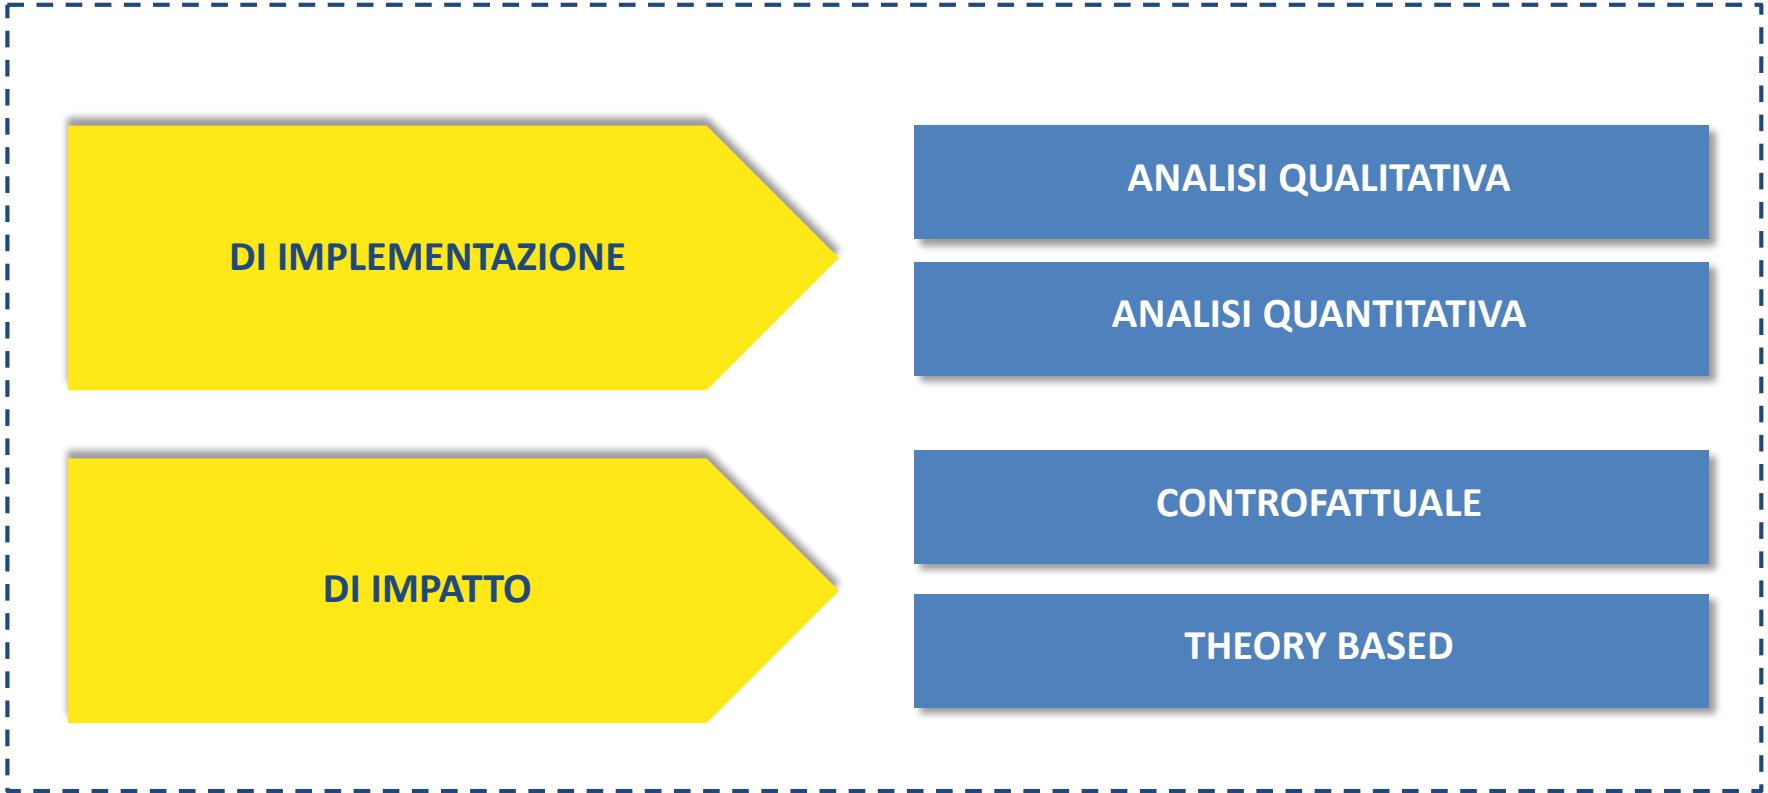 DI IMPLEMENTAZIONE
ANALISI QUALITATIVA
ANALISI QUANTITATIVA
DI IMPATTO
CONTROFATTUALE
THEORY BASED